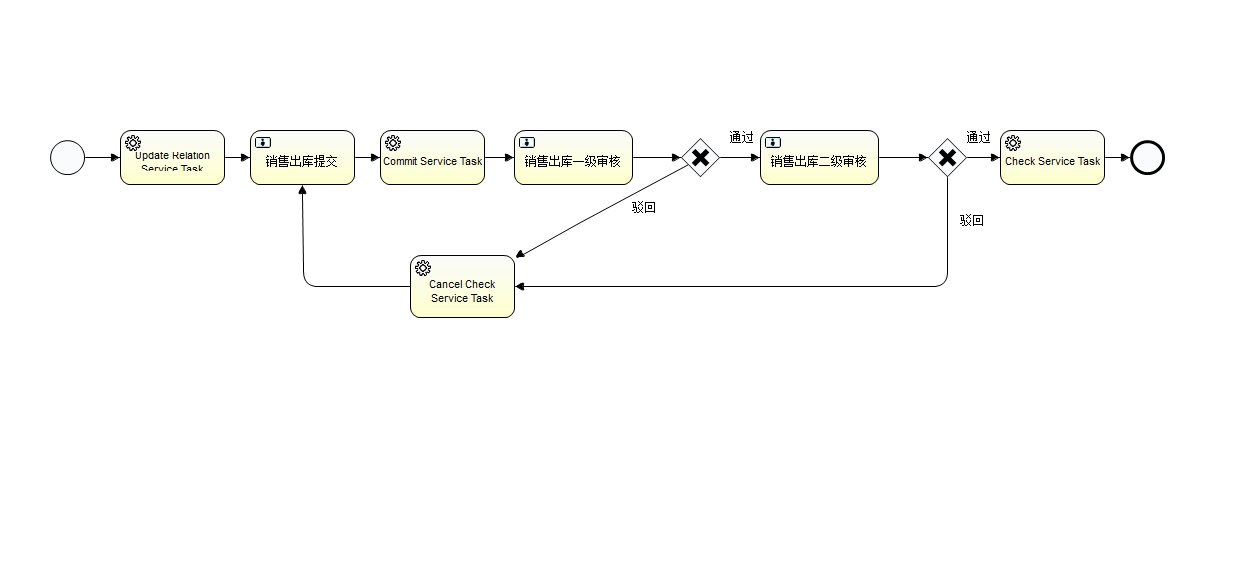 Update Relation
Service Task
销售出库提交
Commit Service Task
销售出库一级审核
通过
销售出库二级审核
通过
Check Service Task
驳回
驳回
Cancel Check
Service Task